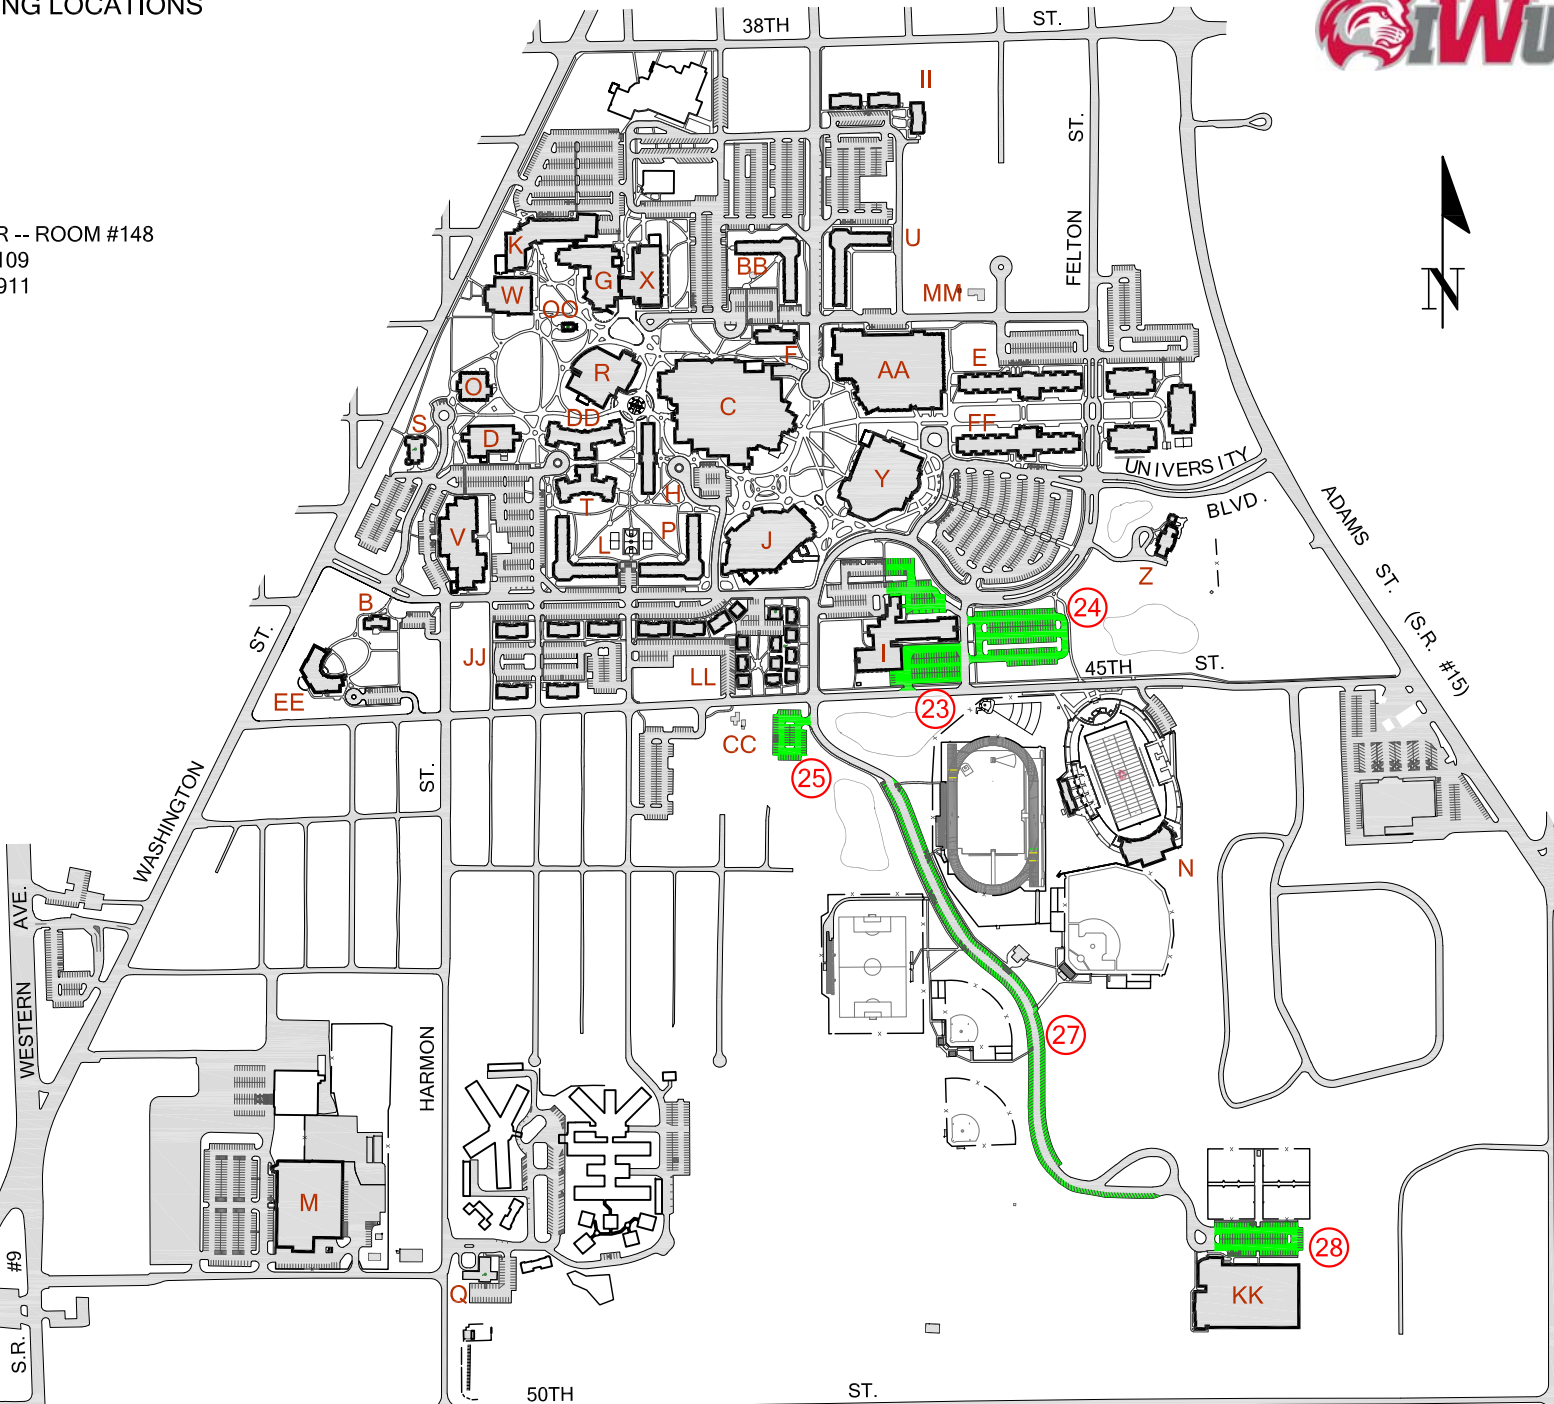 NG LOCATIONS
38TH ST.
IWU
II
FELTON ST.
R -- ROOM #148
109
911
K
U
G X BB
W
MM
OO
N
F
E
R
AA
O
C
S
DD
FF
D
UNIVERSITY BLVD.
Y
T
H
ADAMS ST. (S.R. #15)
V
L
P
J
Z
B
24
ST.
JJ
I
LL
45TH ST.
EE
23
CC
25
WASHINGTON
ST.
N
WESTERN AVE.
HARMON
27
M
28
KK
Q
S.R. #9
50TH ST.